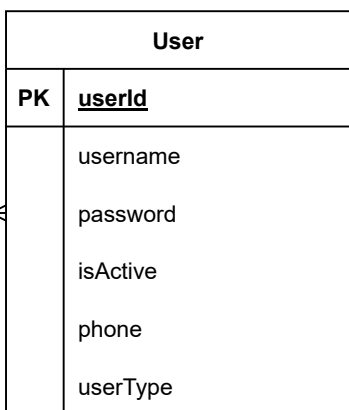 User
PK userId
username
password
isActive
phone
userType